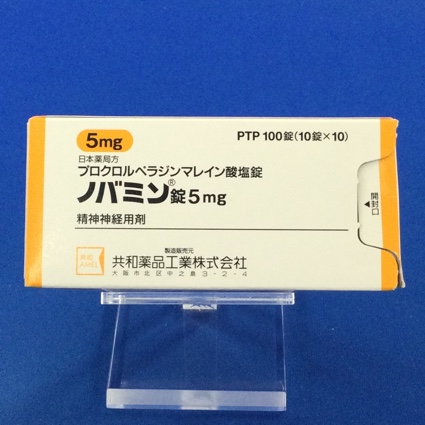 5mg
PTP 100錠(10錠×10)
日本薬局方
プロクロルペラジンマレイン酸塩錠
ノバミン®錠5mg
精神神経用剤
開封口
製造販売元
共和薬品工業株式会社
大阪市北区中之島3-2-4
AMEL